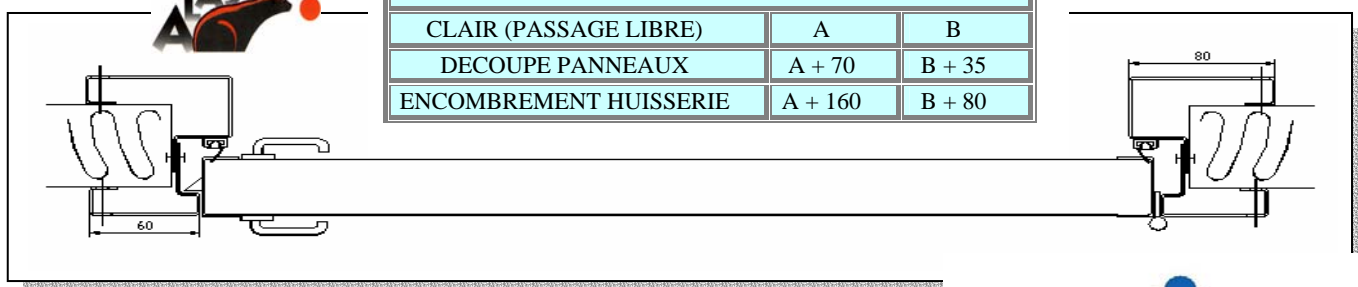 CLAIR (PASSAGE LIBRE) A B
DECOUPE PANNEAUX A + 70 B + 35
ENCOMBREMENT HUISSERIE A + 160 B + 80
80
60